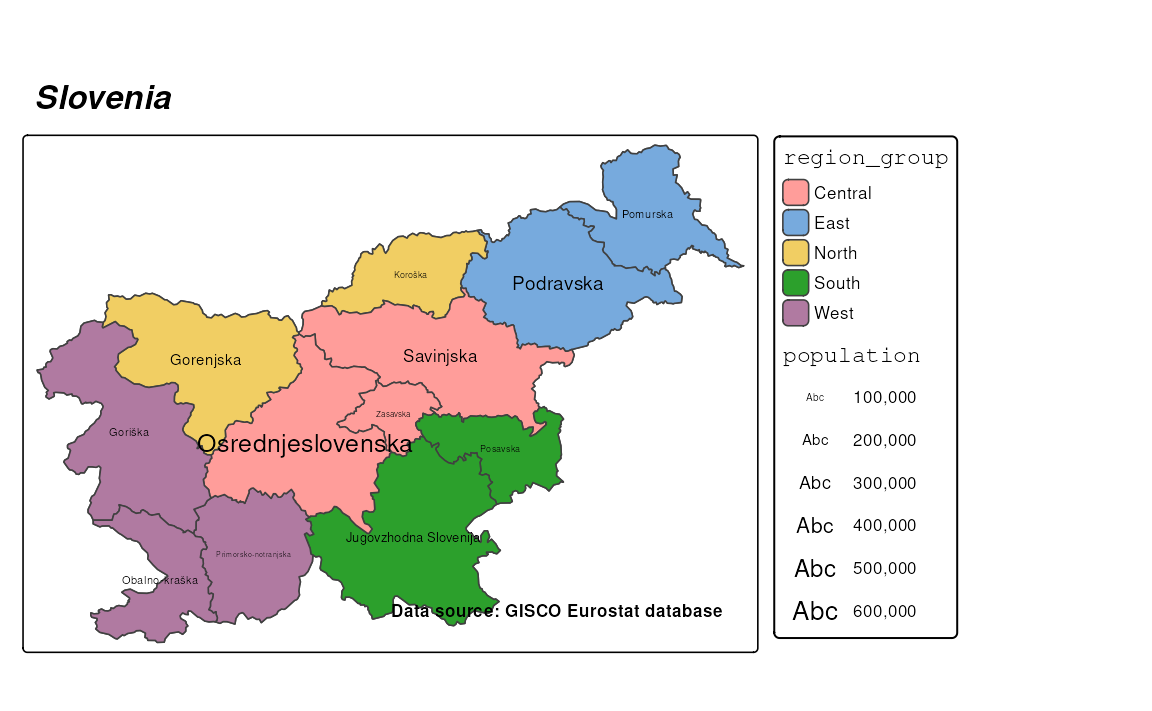 Slovenia
Pomurska
Koroška
Podravska
Gorenjska
Savinjska
Zasavska
Goriška
Osrednjeslovenska
Posavska
Jugovzhodna Slovenija
Primorsko-notranjska
Obalno-kraška
Data source: GISCO Eurostat database
region_group
Central
East
North
South
West
population
Abc 100,000
Abc 200,000
Abc 300,000
Abc 400,000
Abc 500,000
Abc 600,000